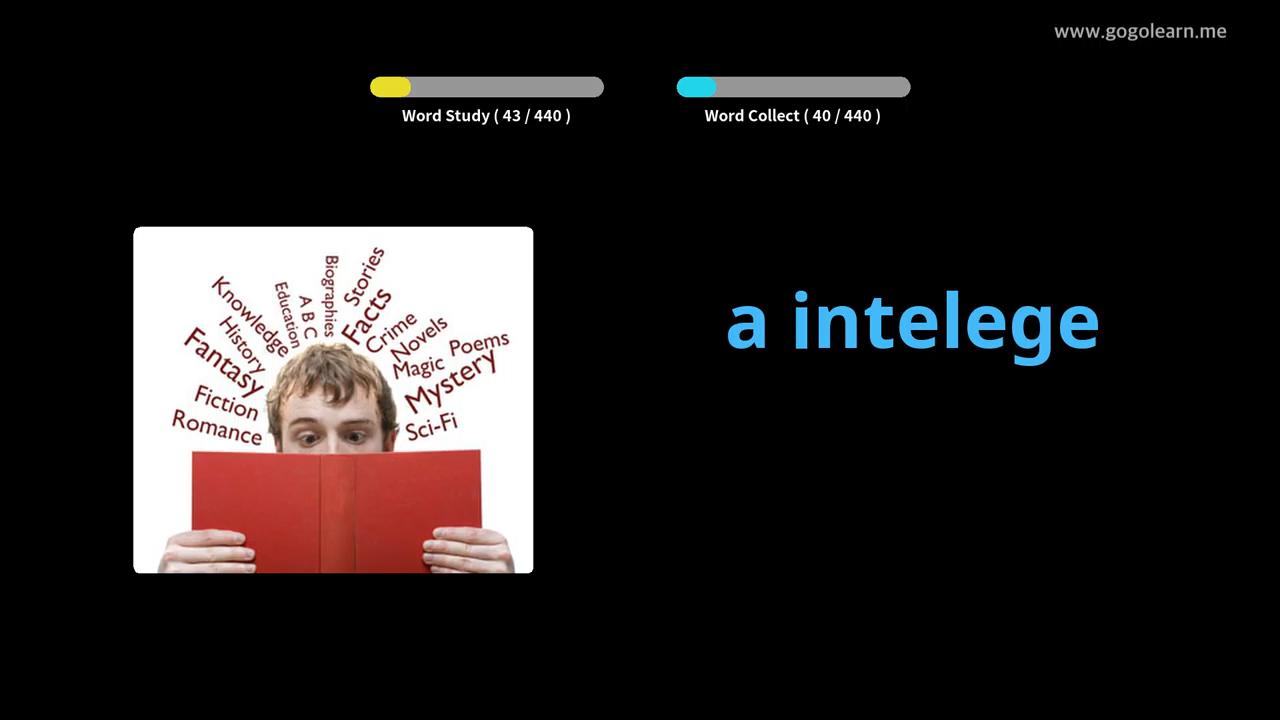 www.gogolearn.me
Word Study ( 43 / 440 )
Word Collect ( 40 / 440 )
Knowledge
History
Fantasy
Fiction
Romance
Education
A B C
Biographies
Stories
Facts
Crime
Novels
Magic
Poems
Mystery
Sci-Fi
a intelege